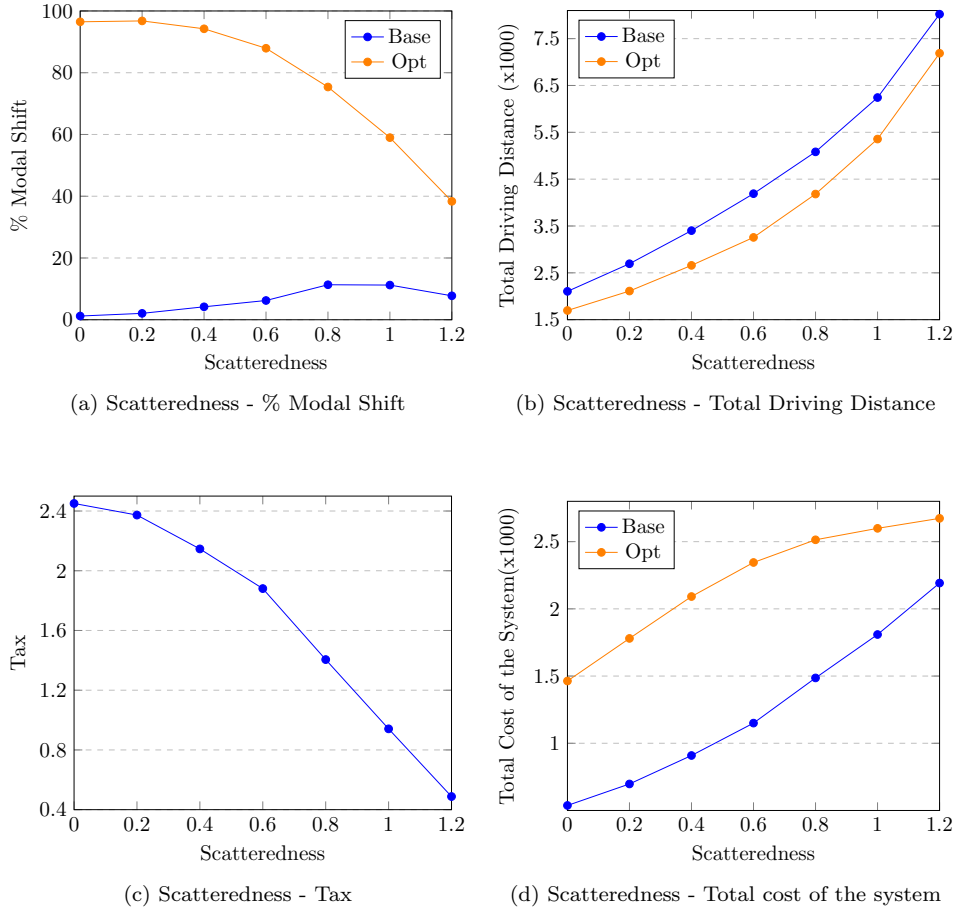 100
80
60
40
20
0
% Modal Shift
Base
Opt
0 0.2 0.4 0.6 0.8 1 1.2
Scatteredness
(a) Scatteredness - % Modal Shift
7.5
6.5
5.5
4.5
3.5
2.5
1.5
Total Driving Distance (x1000)
Base
Opt
0 0.2 0.4 0.6 0.8 1 1.2
Scatteredness
(b) Scatteredness - Total Driving Distance
2.4
2
1.6
1.2
0.8
0.4
Tax
0 0.2 0.4 0.6 0.8 1 1.2
Scatteredness
(c) Scatteredness - Tax
2.5
2
1.5
1
Total Cost of the System(x1000)
Base
Opt
0 0.2 0.4 0.6 0.8 1 1.2
Scatteredness
(d) Scatteredness - Total cost of the system